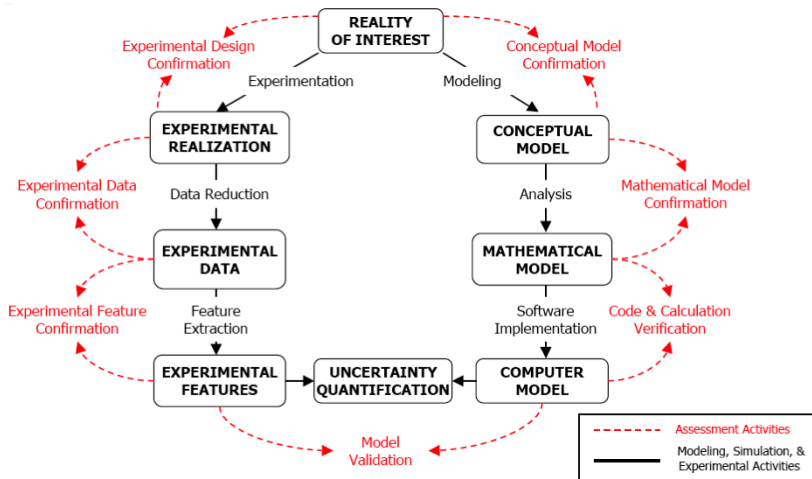 REALITY
OF INTEREST
Experimental Design
Confirmation
Conceptual Model
Confirmation
Experimentation
Modeling
EXPERIMENTAL
REALIZATION
CONCEPTUAL
MODEL
Experimental Data
Confirmation
Data Reduction
Analysis
Mathematical Model
Confirmation
EXPERIMENTAL
DATA
MATHEMATICAL
MODEL
Experimental Feature
Confirmation
Feature
Extraction
Software
Implementation
Code & Calculation
Verification
EXPERIMENTAL
FEATURES
UNCERTAINTY
QUANTIFICATION
COMPUTER
MODEL
Model
Validation
Assessment Activities
Modeling, Simulation, &
Experimental Activities